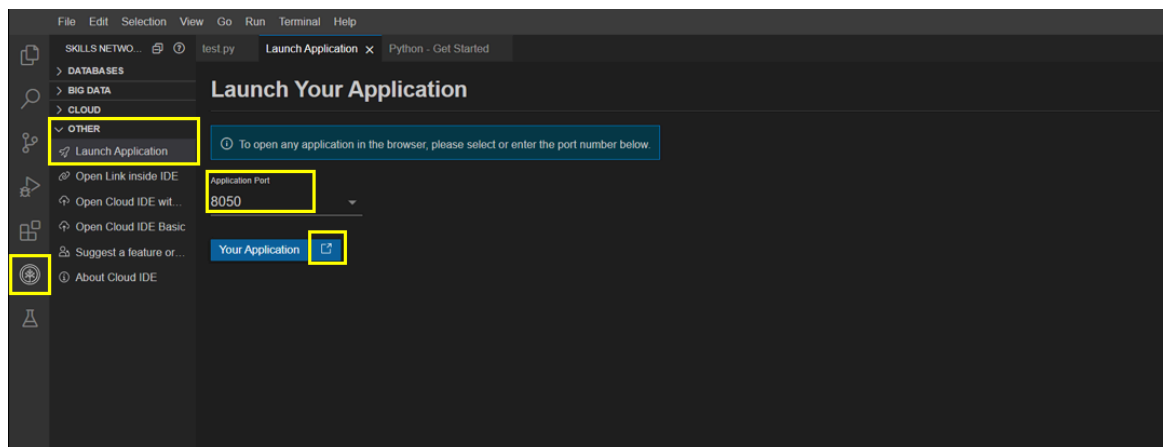 File Edit Selection View Go Run Terminal Help
SKILLS NETWO...
test.py Launch Application Python - Get Started
DATABASES
BIG DATA
CLOUD
OTHER
Launch Application
Open Link inside IDE
Open Cloud IDE wit...
Open Cloud IDE Basic
Suggest a feature or...
About Cloud IDE
Launch Your Application
To open any application in the browser, please select or enter the port number below.
Application Port
8050
Your Application